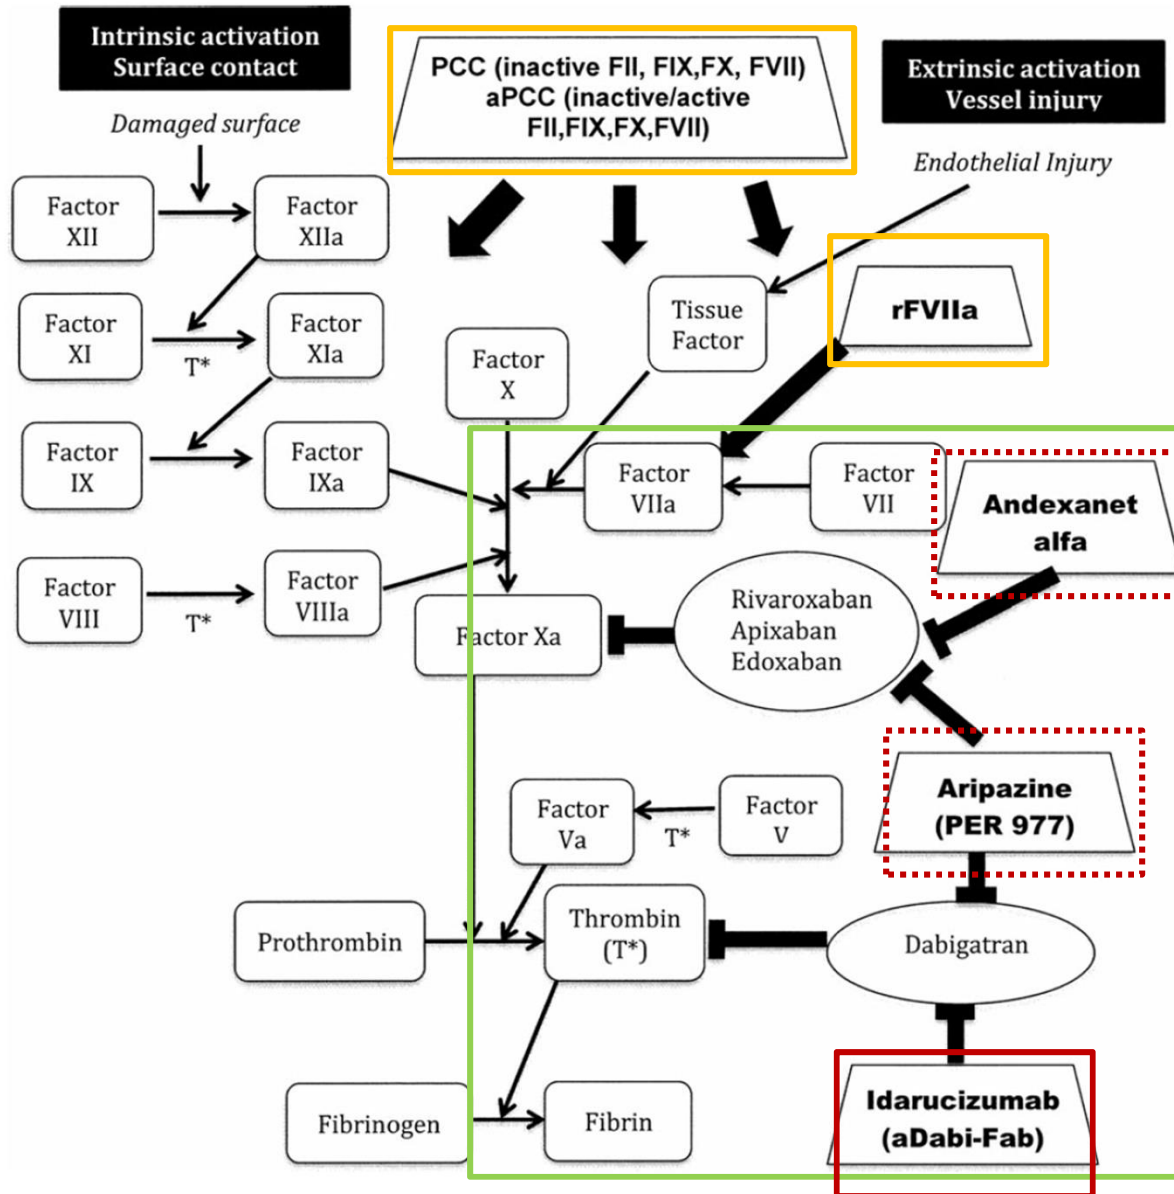 Intrinsic activation
Surface contact
PCC (inactive FII, FIX,FX, FVII)
aPCC (inactive/active
FII,FIX,FX,FVII)
Extrinsic activation
Vessel injury
Damaged surface
Endothelial Injury
Factor
XII
Factor
XIIa
Tissue
Factor
rFVIIa
Factor
XI
T*
Factor
XIa
Factor
X
Factor
IX
Factor
IXa
Factor
VIIa
Factor
VII
Andexanet
alfa
Factor
VIII
T*
Factor
VIIIa
Factor Xa
Rivaroxaban
Apixaban
Edoxaban
Aripazine
(PER 977)
Factor
Va
T*
Factor
V
Prothrombin
Thrombin
(T*)
Dabigatran
Fibrinogen
Fibrin
Idarucizumab
(aDabi-Fab)